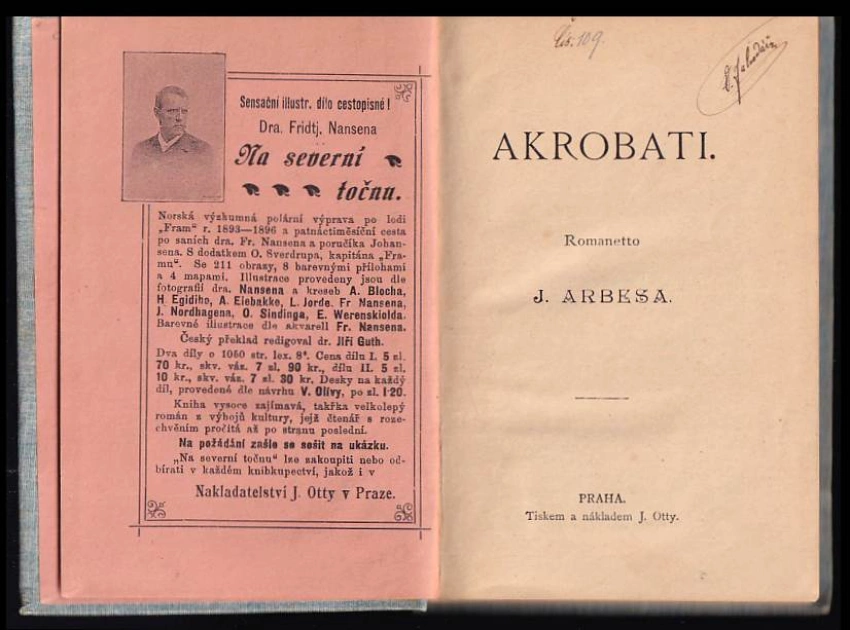 Sensační illustr. dílo cestopisné!
Dra. Fridtj. Nansena
Na severní
točnu.
Norská výzkumná polární výprava po lodi
„Fram“ r. 1893—1896 a patnáctiměsíční cesta
po saních dra. Fr. Nansena a poručíka Johan-
sena. S dodatkem O. Sverdrupa, kapitána „Fra-
mu“. Se 211 obrazy, 8 barevnými přílohami
a 4 mapami. Illustrace provedeny jsou dle
fotografií dra. Nansena a kreseb A. Blocha,
H. Egidiho, A. Eiebakke, L. Jorde, Fr Nansena,
J. Nordhagena, O. Sindinga, E. Werenskiolda.
Barevné illustrace dle akvarell Fr. Nansena.
Český překlad redigoval dr. Jiří Guth.
Dva díly o 1050 str. lex. 8°. Cena dílu I. 5 zl.
70 kr., skv. váz. 7 zl. 90 kr., dílu II. 5 zl.
10 kr., skv. váz. 7 zl. 30 kr. Desky na každý
díl, provedené dle návrhu V. Olivy, po zl. 1·20.
Kniha vysoce zajímavá, takřka velkolepý
román z výbojů kultury, jejž čtenář s roze-
chvěním pročítá až po stranu poslední.
Na požádání zašle se sešit na ukázku.
„Na severní točnu“ lze zakoupiti nebo od-
bírati v každém knihkupectví, jakož i v
Nakladatelství J. Otty v Praze.
Čís. 109.
AKROBATI.
Romanetto
J. ARBESA.
PRAHA.
Tiskem a nákladem J. Otty.